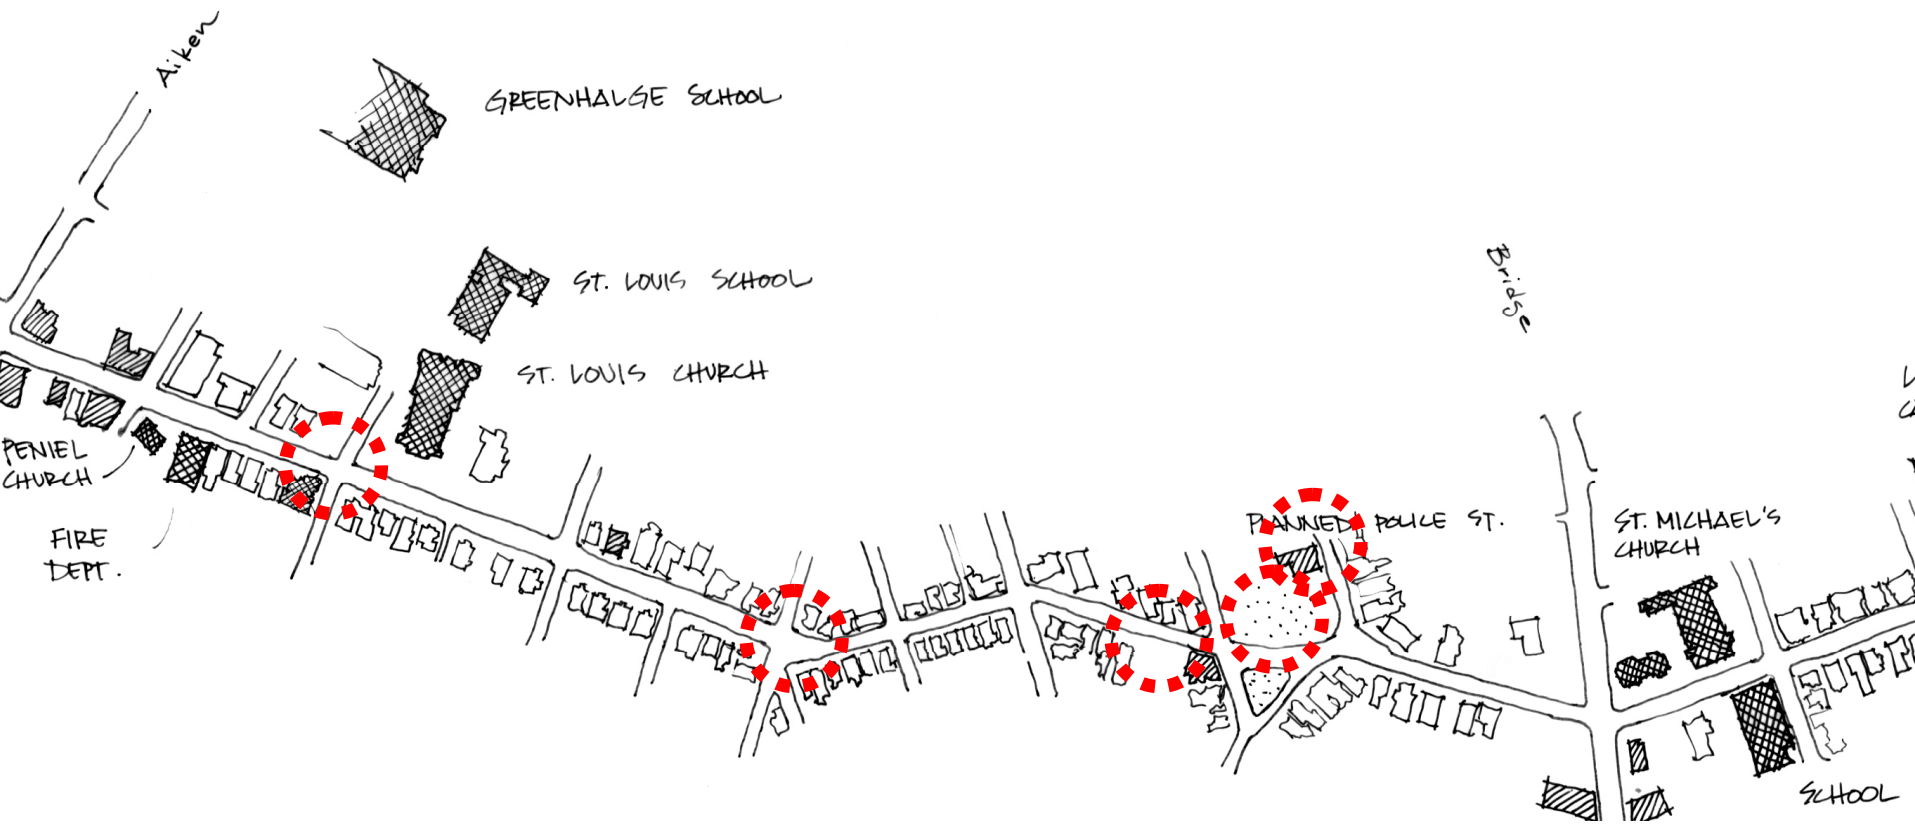 Aiken
GREENHALGE SCHOOL
ST. LOUIS SCHOOL
ST. LOUIS CHURCH
PENIEL
CHURCH
FIRE
DEPT.
PLANNED POLICE ST.
Bridge
ST. MICHAEL'S
CHURCH
SCHOOL